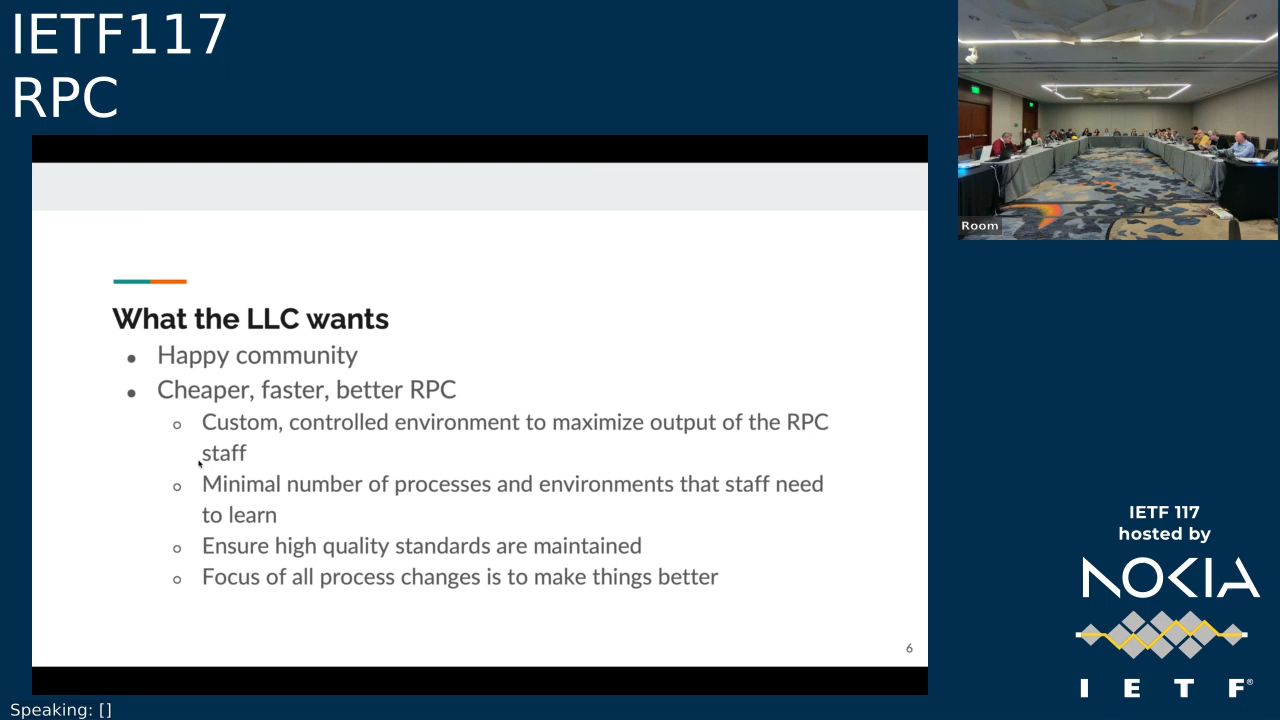 IETF117
RPC
Room
What the LLC wants
• Happy community
• Cheaper, faster, better RPC
○ Custom, controlled environment to maximize output of the RPC
staff
○ Minimal number of processes and environments that staff need
to learn
○ Ensure high quality standards are maintained
○ Focus of all process changes is to make things better
6
IETF 117
hosted by
NOKIA
I E T F®
Speaking: []